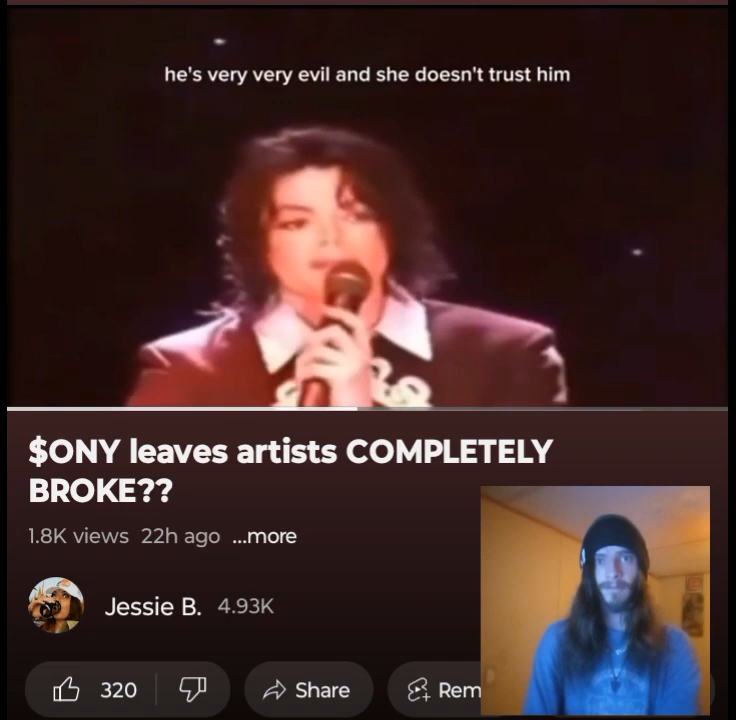 he's very very evil and she doesn't trust him
$ONY leaves artists COMPLETELY
BROKE??
1.8K views 22h ago ...more
Jessie B. 4.93K
320 Share Rem